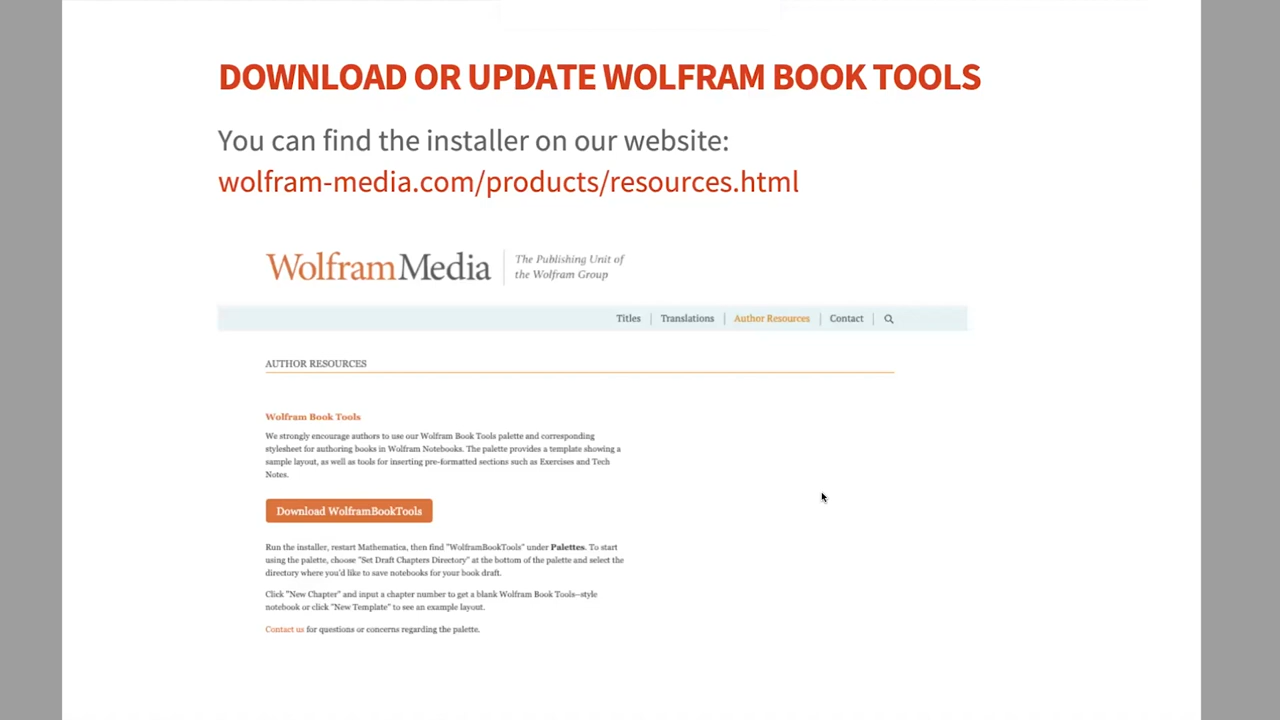 DOWNLOAD OR UPDATE WOLFRAM BOOK TOOLS
You can find the installer on our website:
wolfram-media.com/products/resources.html
WolframMedia
The Publishing Unit of
the Wolfram Group
Titles | Translations | Author Resources | Contact |
AUTHOR RESOURCES
Wolfram Book Tools
We strongly encourage authors to use our Wolfram Book Tools palette and corresponding
stylesheet for authoring books in Wolfram Notebooks. The palette provides a template showing a
sample layout, as well as tools for inserting pre-formatted sections such as Exercises and Tech
Notes.
Download WolframBookTools
Run the installer, restart Mathematica, then find "WolframBookTools" under Palettes. To start
using the palette, choose "Set Draft Chapters Directory" at the bottom of the palette and select the
directory where you'd like to save notebooks for your book draft.
Click "New Chapter" and input a chapter number to get a blank Wolfram Book Tools–style
notebook or click "New Template" to see an example layout.
Contact us for questions or concerns regarding the palette.